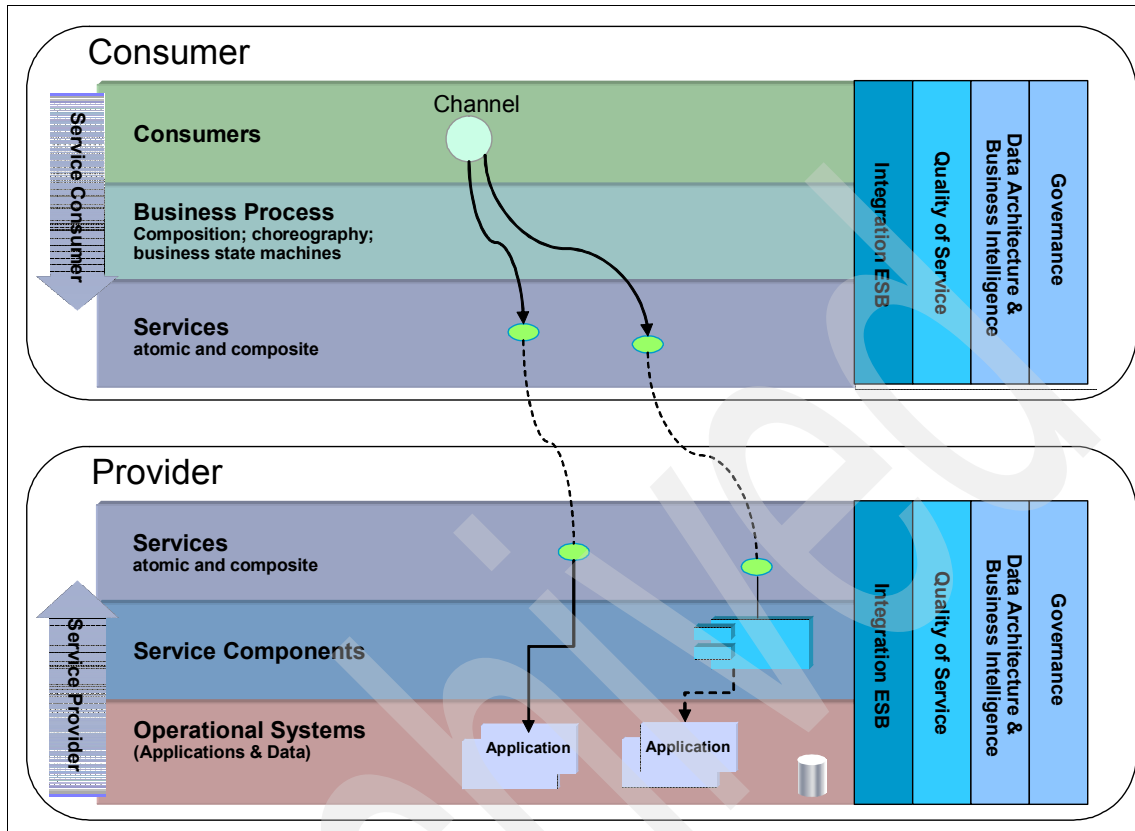 Consumer
Service Consumer
Channel
Consumers
Business Process
Composition; choreography;
business state machines
Services
atomic and composite
Integration ESB
Quality of Service
Data Architecture &
Business Intelligence
Governance
Provider
Service Provider
Services
atomic and composite
Service Components
Operational Systems
(Applications & Data)
Application
Application
Integration ESB
Quality of Service
Data Architecture &
Business Intelligence
Governance